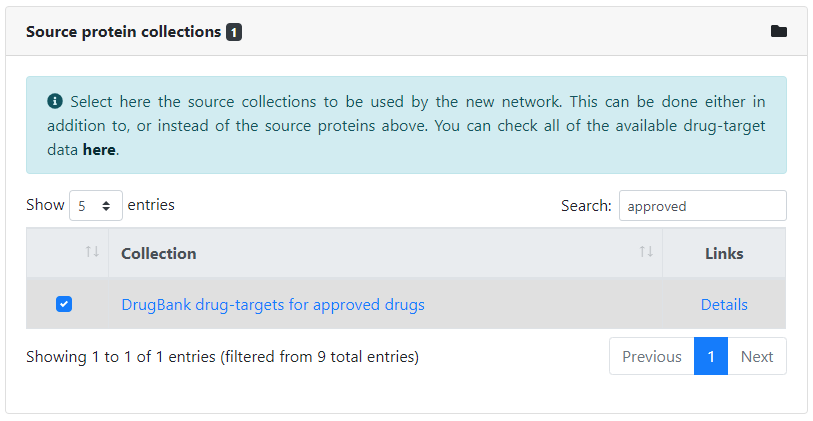 Source protein collections 1
Select here the source collections to be used by the new network. This can be done either in
addition to, or instead of the source proteins above. You can check all of the available drug-target
data here.
Show 5 entries Search: approved
Collection Links
DrugBank drug-targets for approved drugs Details
Showing 1 to 1 of 1 entries (filtered from 9 total entries) Previous 1 Next